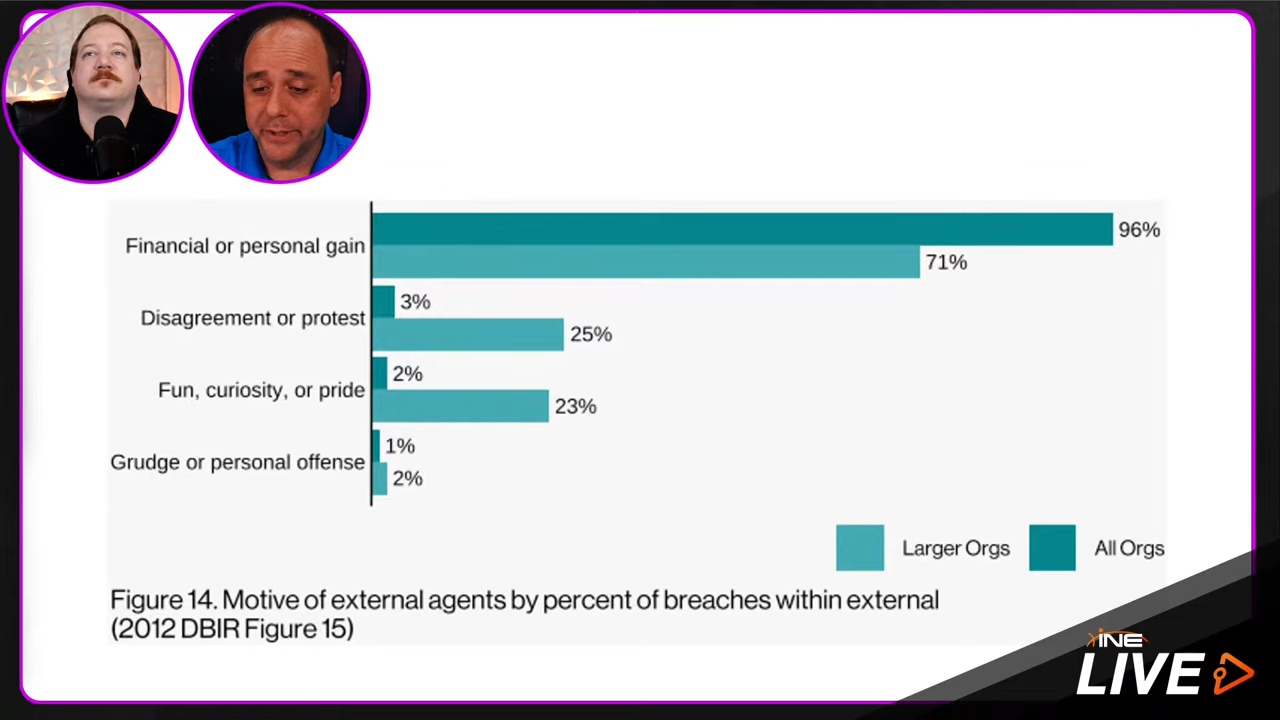 Financial or personal gain
96%
71%
Disagreement or protest
3%
25%
Fun, curiosity, or pride
2%
23%
Grudge or personal offense
1%
2%
Larger Orgs
All Orgs
Figure 14. Motive of external agents by percent of breaches within external
(2012 DBIR Figure 15)
INE
LIVE